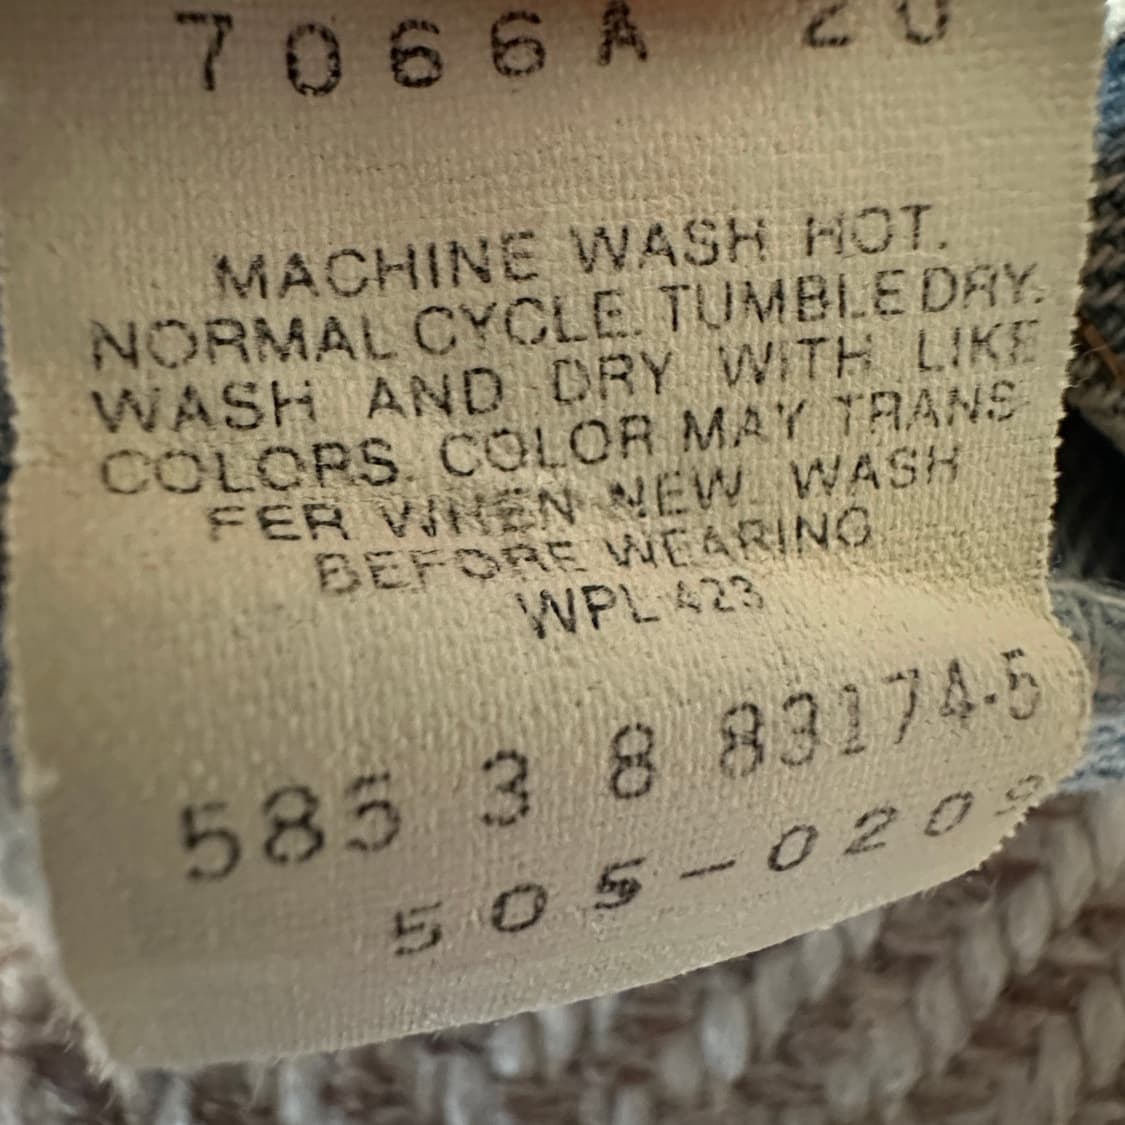 7066A 20
MACHINE WASH HOT.
NORMAL CYCLE. TUMBLE DRY.
WASH AND DRY WITH LIKE
COLORS. COLOR MAY TRANS
FER WHEN NEW. WASH
BEFORE WEARING
WPL 423
585 3 8 83174-5
505-0209